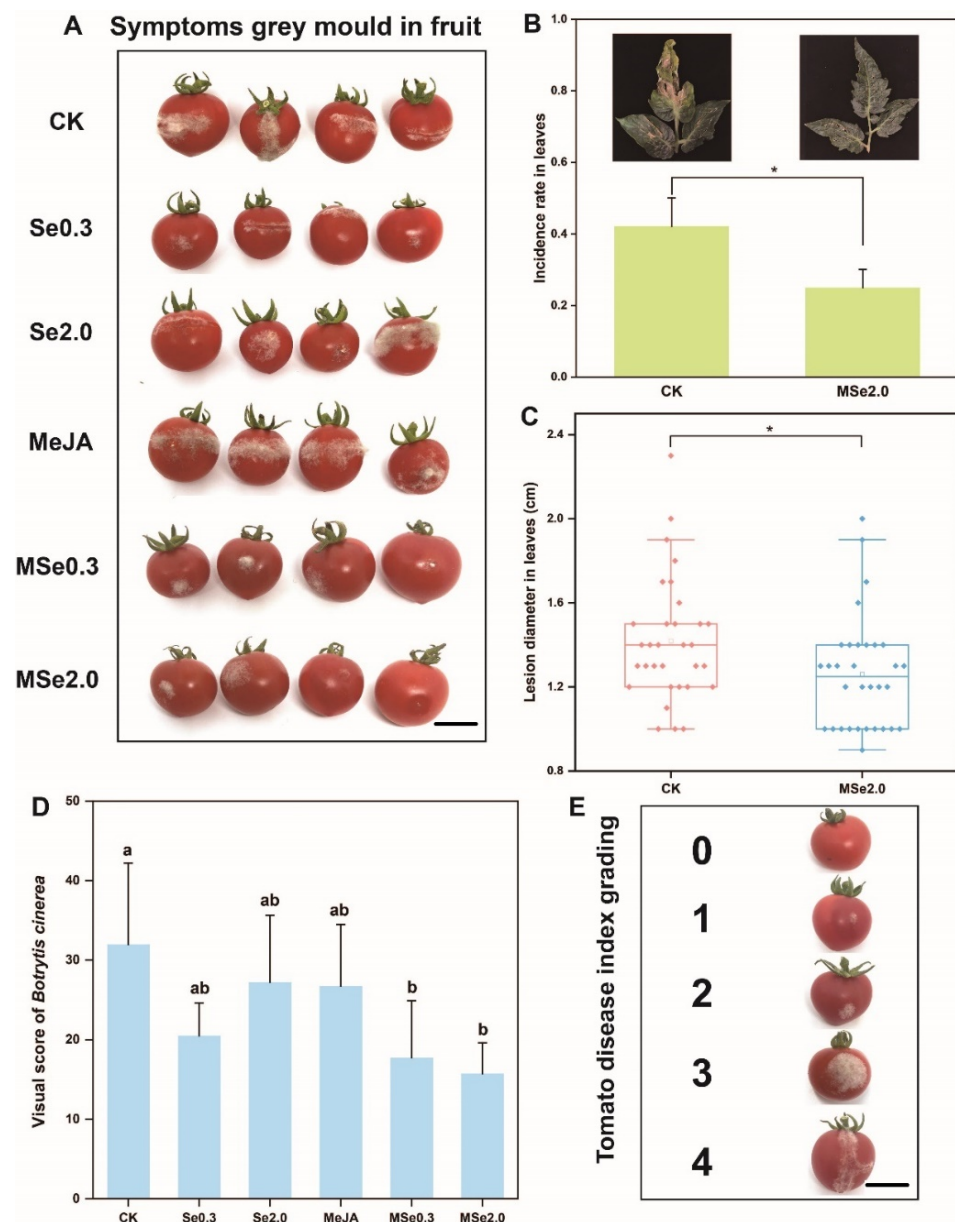 A Symptoms grey mould in fruit
CK
Se0.3
Se2.0
MeJA
MSe0.3
MSe2.0
B
Incidence rate in leaves
1.0
0.8
0.6
0.4
0.2
0.0
*
CK MSe2.0
C
Lesion diameter in leaves (cm)
2.4
2.0
1.6
1.2
0.8
*
CK MSe2.0
D
Visual score of Botrytis cinerea
50
40
30
20
10
0
a
ab
ab
ab
b
b
CK Se0.3 Se2.0 MeJA MSe0.3 MSe2.0
E
Tomato disease index grading
0
1
2
3
4